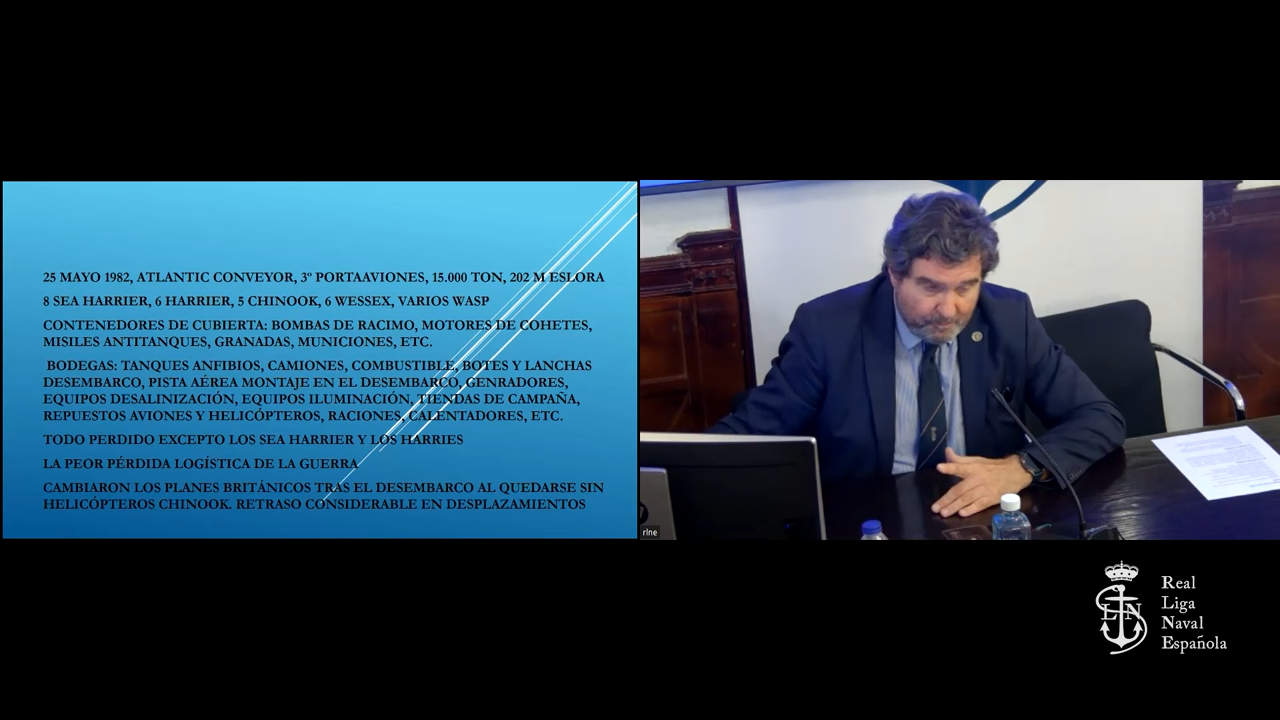 25 MAYO 1982, ATLANTIC CONVEYOR, 3º PORTAAVIONES, 15.000 TON, 202 M ESLORA
8 SEA HARRIER, 6 HARRIER, 5 CHINOOK, 6 WESSEX, VARIOS WASP
CONTENEDORES DE CUBIERTA: BOMBAS DE RACIMO, MOTORES DE COHETES,
MISILES ANTITANQUES, GRANADAS, MUNICIONES, ETC.
BODEGAS: TANQUES ANFIBIOS, CAMIONES, COMBUSTIBLE, BOTES Y LANCHAS
DESEMBARCO, PISTA AÉREA MONTAJE EN EL DESEMBARCO, GENRADORES,
EQUIPOS DESALINIZACIÓN, EQUIPOS ILUMINACIÓN, TIENDAS DE CAMPAÑA,
REPUESTOS AVIONES Y HELICÓPTEROS, RACIONES, CALENTADORES, ETC.
TODO PERDIDO EXCEPTO LOS SEA HARRIER Y LOS HARRIES
LA PEOR PÉRDIDA LOGÍSTICA DE LA GUERRA
CAMBIARON LOS PLANES BRITÁNICOS TRAS EL DESEMBARCO AL QUEDARSE SIN
HELICÓPTEROS CHINOOK. RETRASO CONSIDERABLE EN DESPLAZAMIENTOS
rlne
LN
Real
Liga
Naval
Española